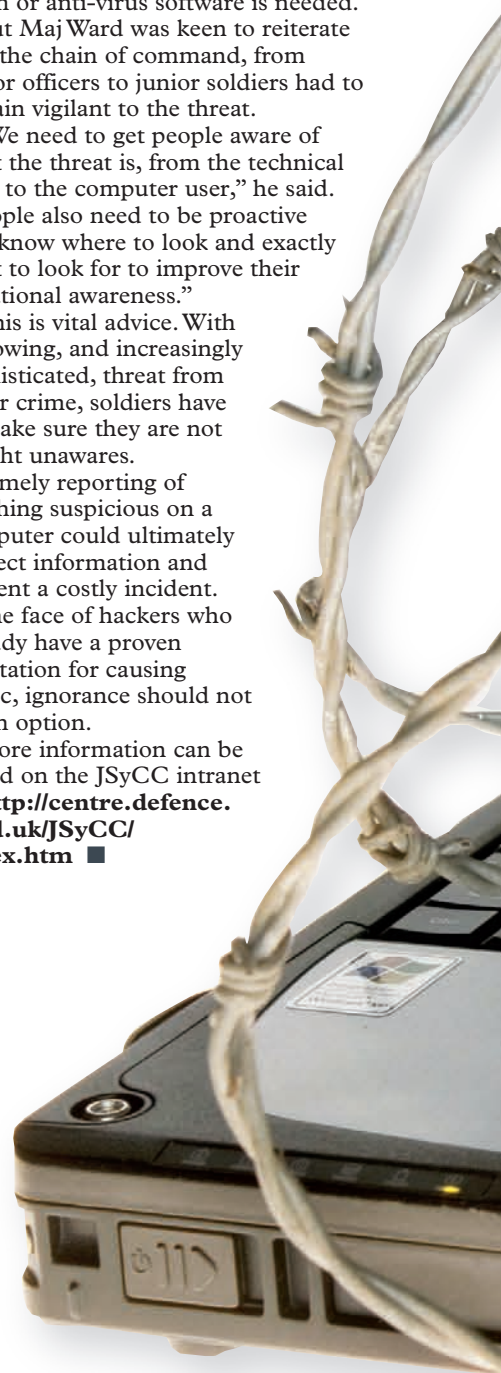 n or anti-virus software is needed.
ut Maj Ward was keen to reiterate
the chain of command, from
or officers to junior soldiers had to
ain vigilant to the threat.
We need to get people aware of
t the threat is, from the technical
to the computer user,” he said.
ople also need to be proactive
know where to look and exactly
t to look for to improve their
ational awareness.”
his is vital advice. With
owing, and increasingly
histicated, threat from
r crime, soldiers have
ake sure they are not
ht unawares.
mely reporting of
hing suspicious on a
puter could ultimately
ect information and
ent a costly incident.
he face of hackers who
dy have a proven
tation for causing
c, ignorance should not
n option.
ore information can be
d on the JSyCC intranet
ttp://centre.defence.
d.uk/JSyCC/
ex.htm ■